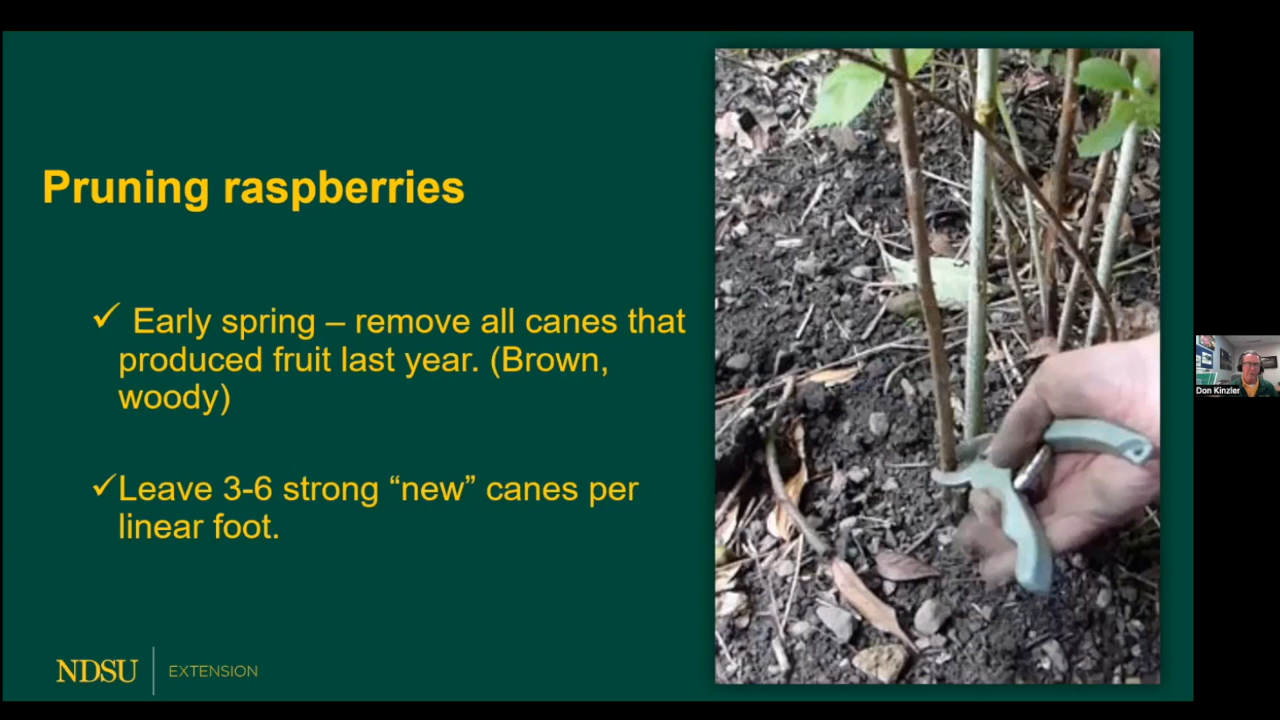 Pruning raspberries
✓ Early spring – remove all canes that
produced fruit last year. (Brown,
woody)
✓Leave 3-6 strong “new” canes per
linear foot.
NDSU | EXTENSION
Don Kinzler